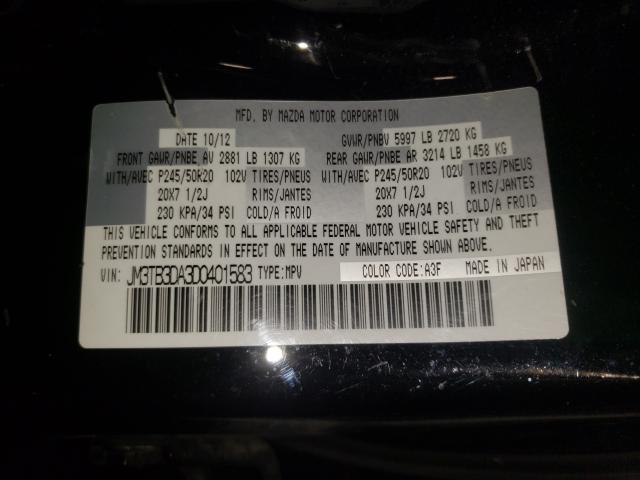 MFD. BY MAZDA MOTOR CORPORATION
DATE 10/12 GVWR/PNBV 5997 LB 2720 KG
FRONT GAWR/PNBE AV 2881 LB 1307 KG REAR GAWR/PNBE AR 3214 LB 1458 KG
WITH/AVEC P245/50R20 102V TIRES/PNEUS WITH/AVEC P245/50R20 102V TIRES/PNEUS
20X7 1/2J RIMS/JANTES 20X7 1/2J RIMS/JANTES
230 KPA/34 PSI COLD/A FROID 230 KPA/34 PSI COLD/A FROID
THIS VEHICLE CONFORMS TO ALL APPLICABLE FEDERAL MOTOR VEHICLE SAFETY AND THEFT
PREVENTION STANDARDS IN EFFECT ON THE DATE OF MANUFACTURE SHOWN ABOVE.
VIN: JM3TB3DA3D0401583 TYPE:MPV COLOR CODE:A3F MADE IN JAPAN